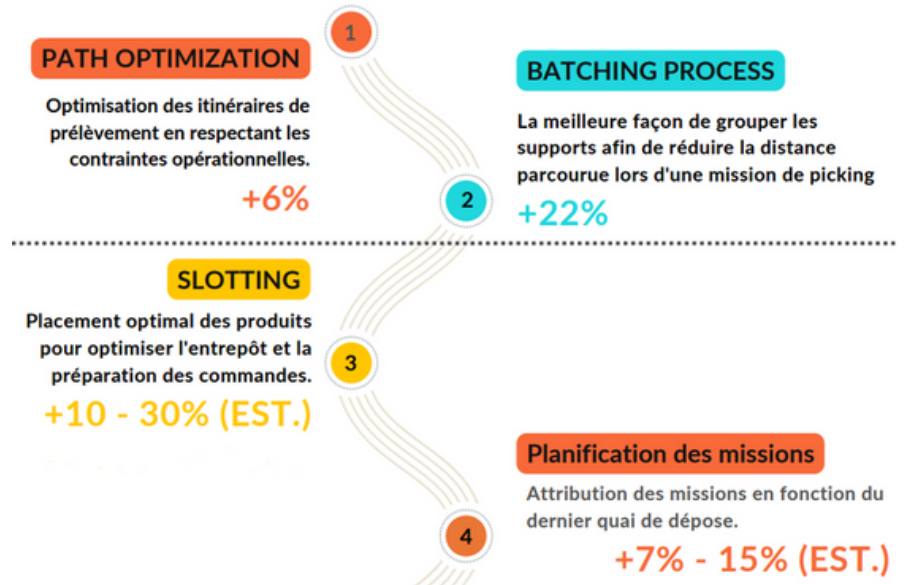 1
PATH OPTIMIZATION
Optimisation des itinéraires de
prélèvement en respectant les
contraintes opérationnelles.
+6%
BATCHING PROCESS
La meilleure façon de grouper les
supports afin de réduire la distance
parcourue lors d'une mission de picking
+22%
2
SLOTTING
Placement optimal des produits
pour optimiser l'entrepôt et la
préparation des commandes.
+10 - 30% (EST.)
3
Planification des missions
Attribution des missions en fonction du
dernier quai de dépose.
+7% - 15% (EST.)
4